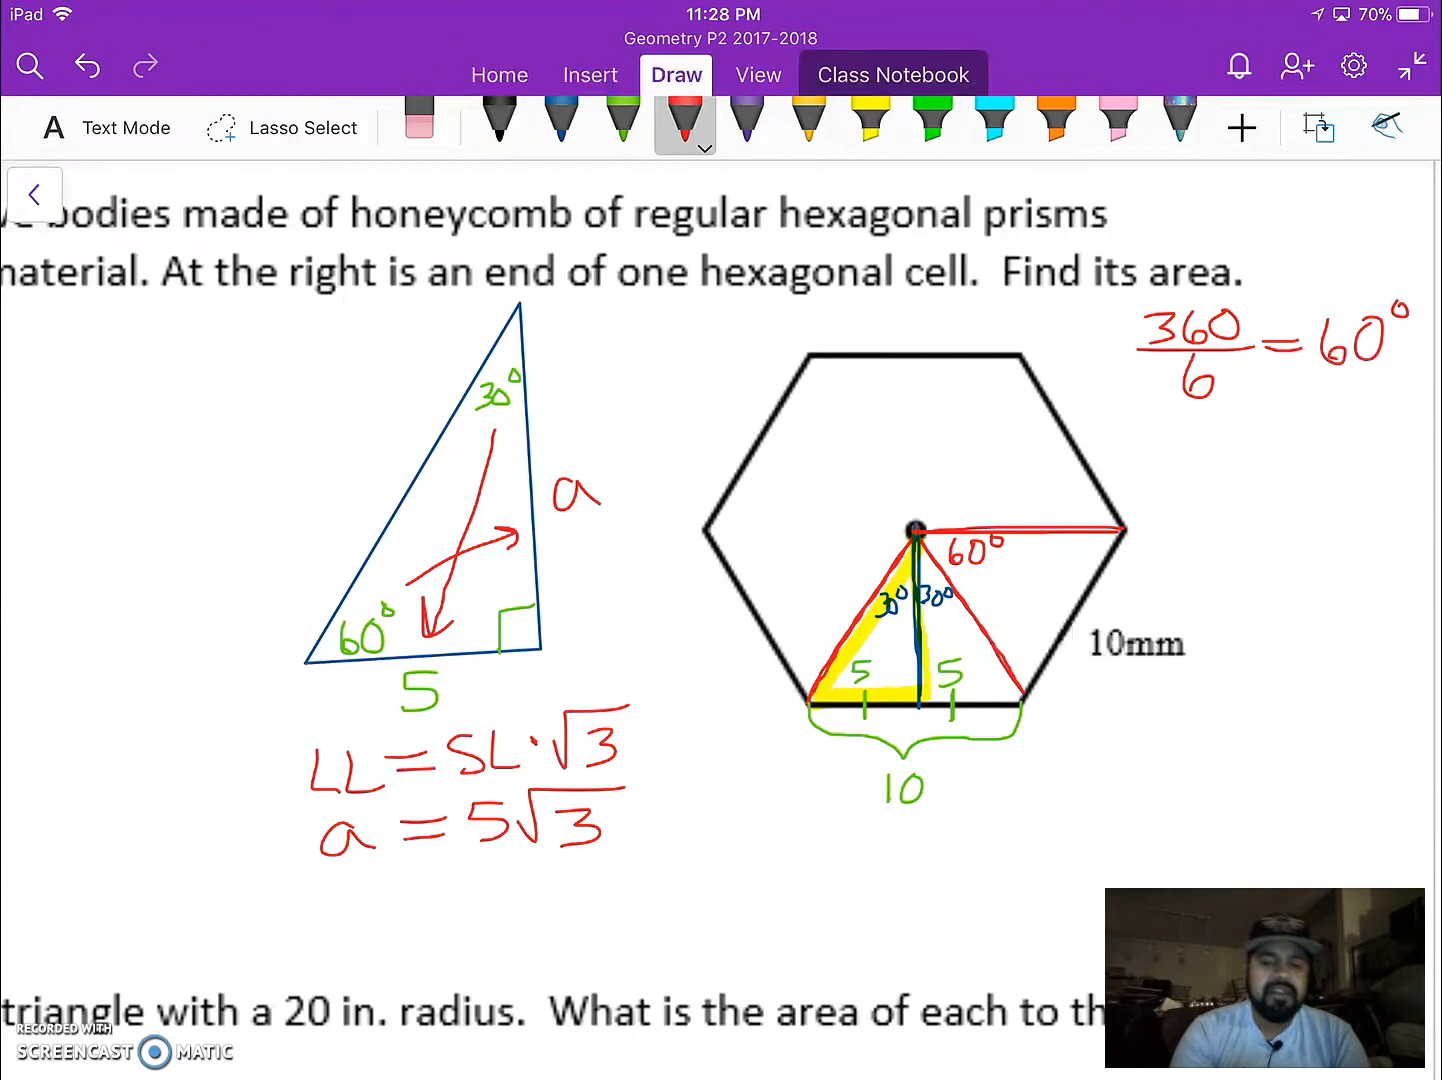 iPad 11:28 PM 70%
Geometry P2 2017-2018
Home Insert Draw View Class Notebook
A Text Mode Lasso Select
bodies made of honeycomb of regular hexagonal prisms
material. At the right is an end of one hexagonal cell. Find its area.
360
6
= 60°
30°
a
60°
5
60°
30° 30°
5 5
10mm
10
LL = SL · √3
a = 5√3
triangle with a 20 in. radius. What is the area of each to th
RECORDED WITH
SCREENCAST MATIC